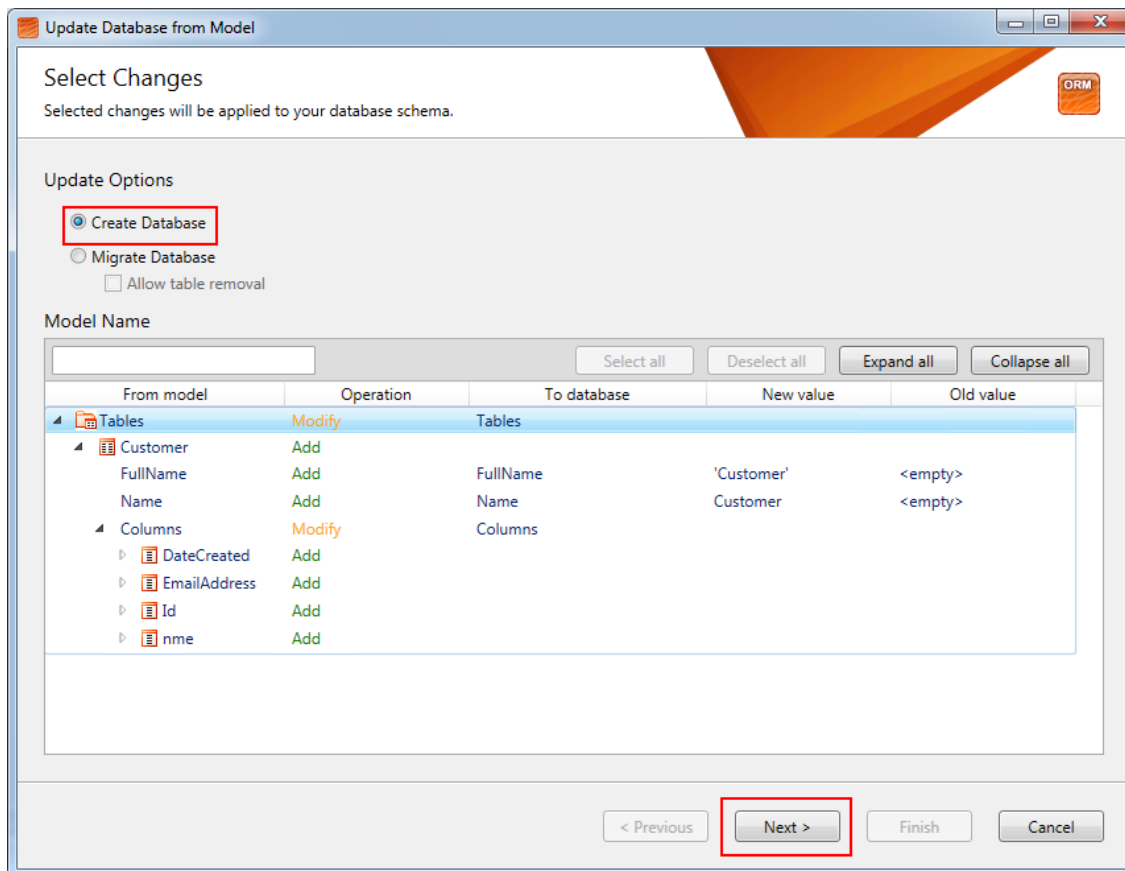 Update Database from Model
Select Changes
Selected changes will be applied to your database schema.
ORM
Update Options
Create Database
Migrate Database
Allow table removal
Model Name
Select all Deselect all Expand all Collapse all
From model Operation To database New value Old value
Tables Modify Tables
Customer Add
FullName Add FullName 'Customer' <empty>
Name Add Name Customer <empty>
Columns Modify Columns
DateCreated Add
EmailAddress Add
Id Add
nme Add
< Previous Next > Finish Cancel